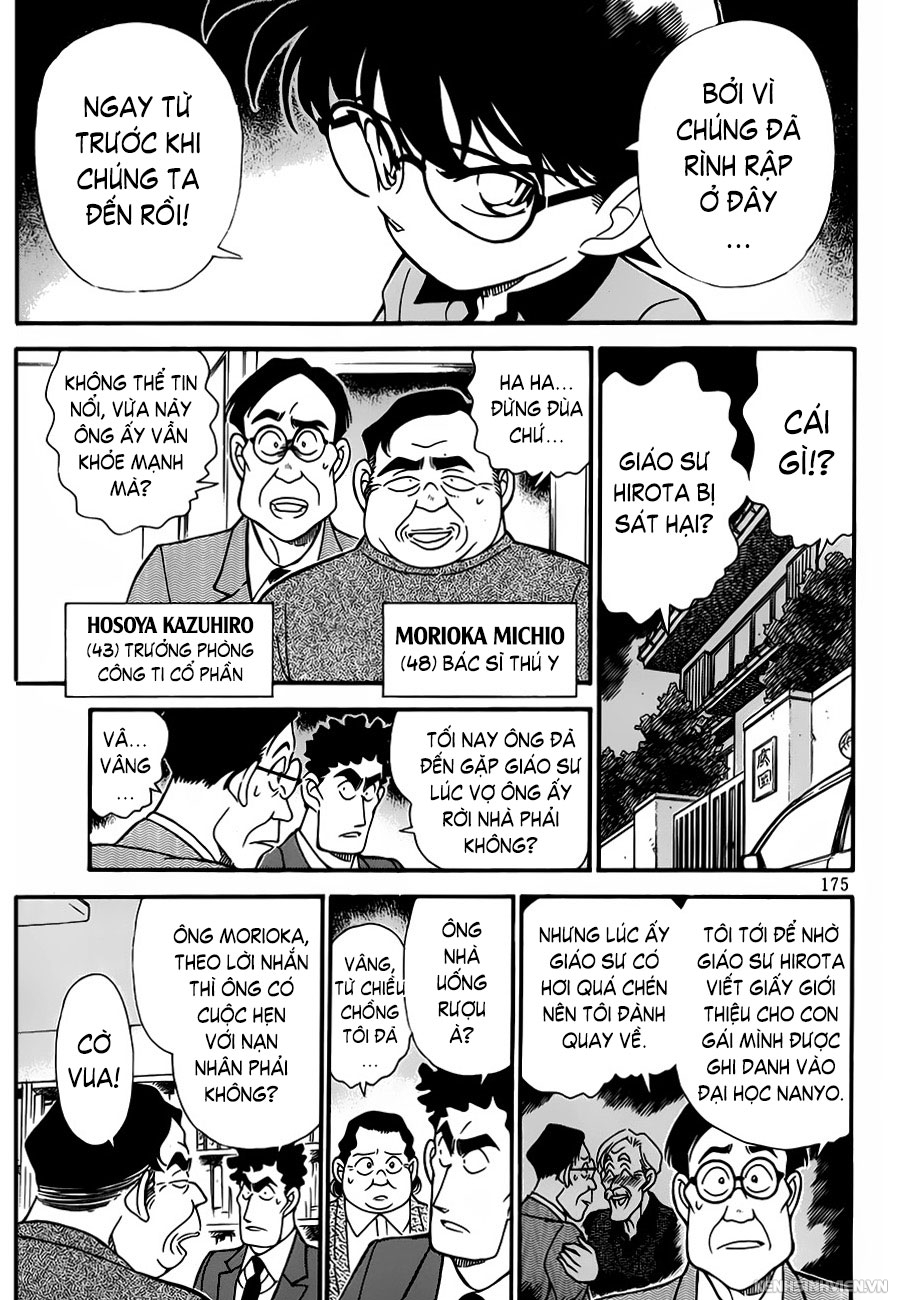 BỞI VÌ
CHÚNG ĐÃ
RÌNH RẬP
Ở ĐÂY
...
NGAY TỪ
TRƯỚC KHI
CHÚNG TA
ĐẾN RỒI!
CÁI
GÌ!?
GIÁO SƯ
HIROTA BỊ
SÁT HẠI?
HA HA...
ĐỪNG ĐÙA
CHỨ...
KHÔNG THỂ TIN
NỔI, VỪA NÀY
ÔNG ẤY VẪN
KHỎE MẠNH
MÀ?
MORIOKA MICHIO
(48) BÁC SĨ THÚ Y
HOSOYA KAZUHIRO
(43) TRƯỞNG PHÒNG
CÔNG TI CỔ PHẦN
TỐI NAY ÔNG ĐÃ
ĐẾN GẶP GIÁO SƯ
LÚC VỢ ÔNG ẤY
RỜI NHÀ PHẢI
KHÔNG?
VÂ...
VÂNG
...
175
TÔI TỚI ĐỂ NHỜ
GIÁO SƯ HIROTA
VIẾT GIẤY GIỚI
THIỆU CHO CON
GÁI MÌNH ĐƯỢC
GHI DANH VÀO
ĐẠI HỌC NANYO.
NHƯNG LÚC ẤY
GIÁO SƯ CÓ
HƠI QUÁ CHÉN
NÊN TÔI ĐÀNH
QUAY VỀ.
ÔNG
NHÀ
UỐNG
RƯỢU
À?
VÂNG,
TỪ CHIỀU
CHỒNG
TÔI ĐÃ
...
ÔNG MORIOKA,
THEO LỜI NHẮN
THÌ ÔNG CÓ
CUỘC HẸN
VỚI NẠN
NHÂN PHẢI
KHÔNG?
CỜ
VUA!